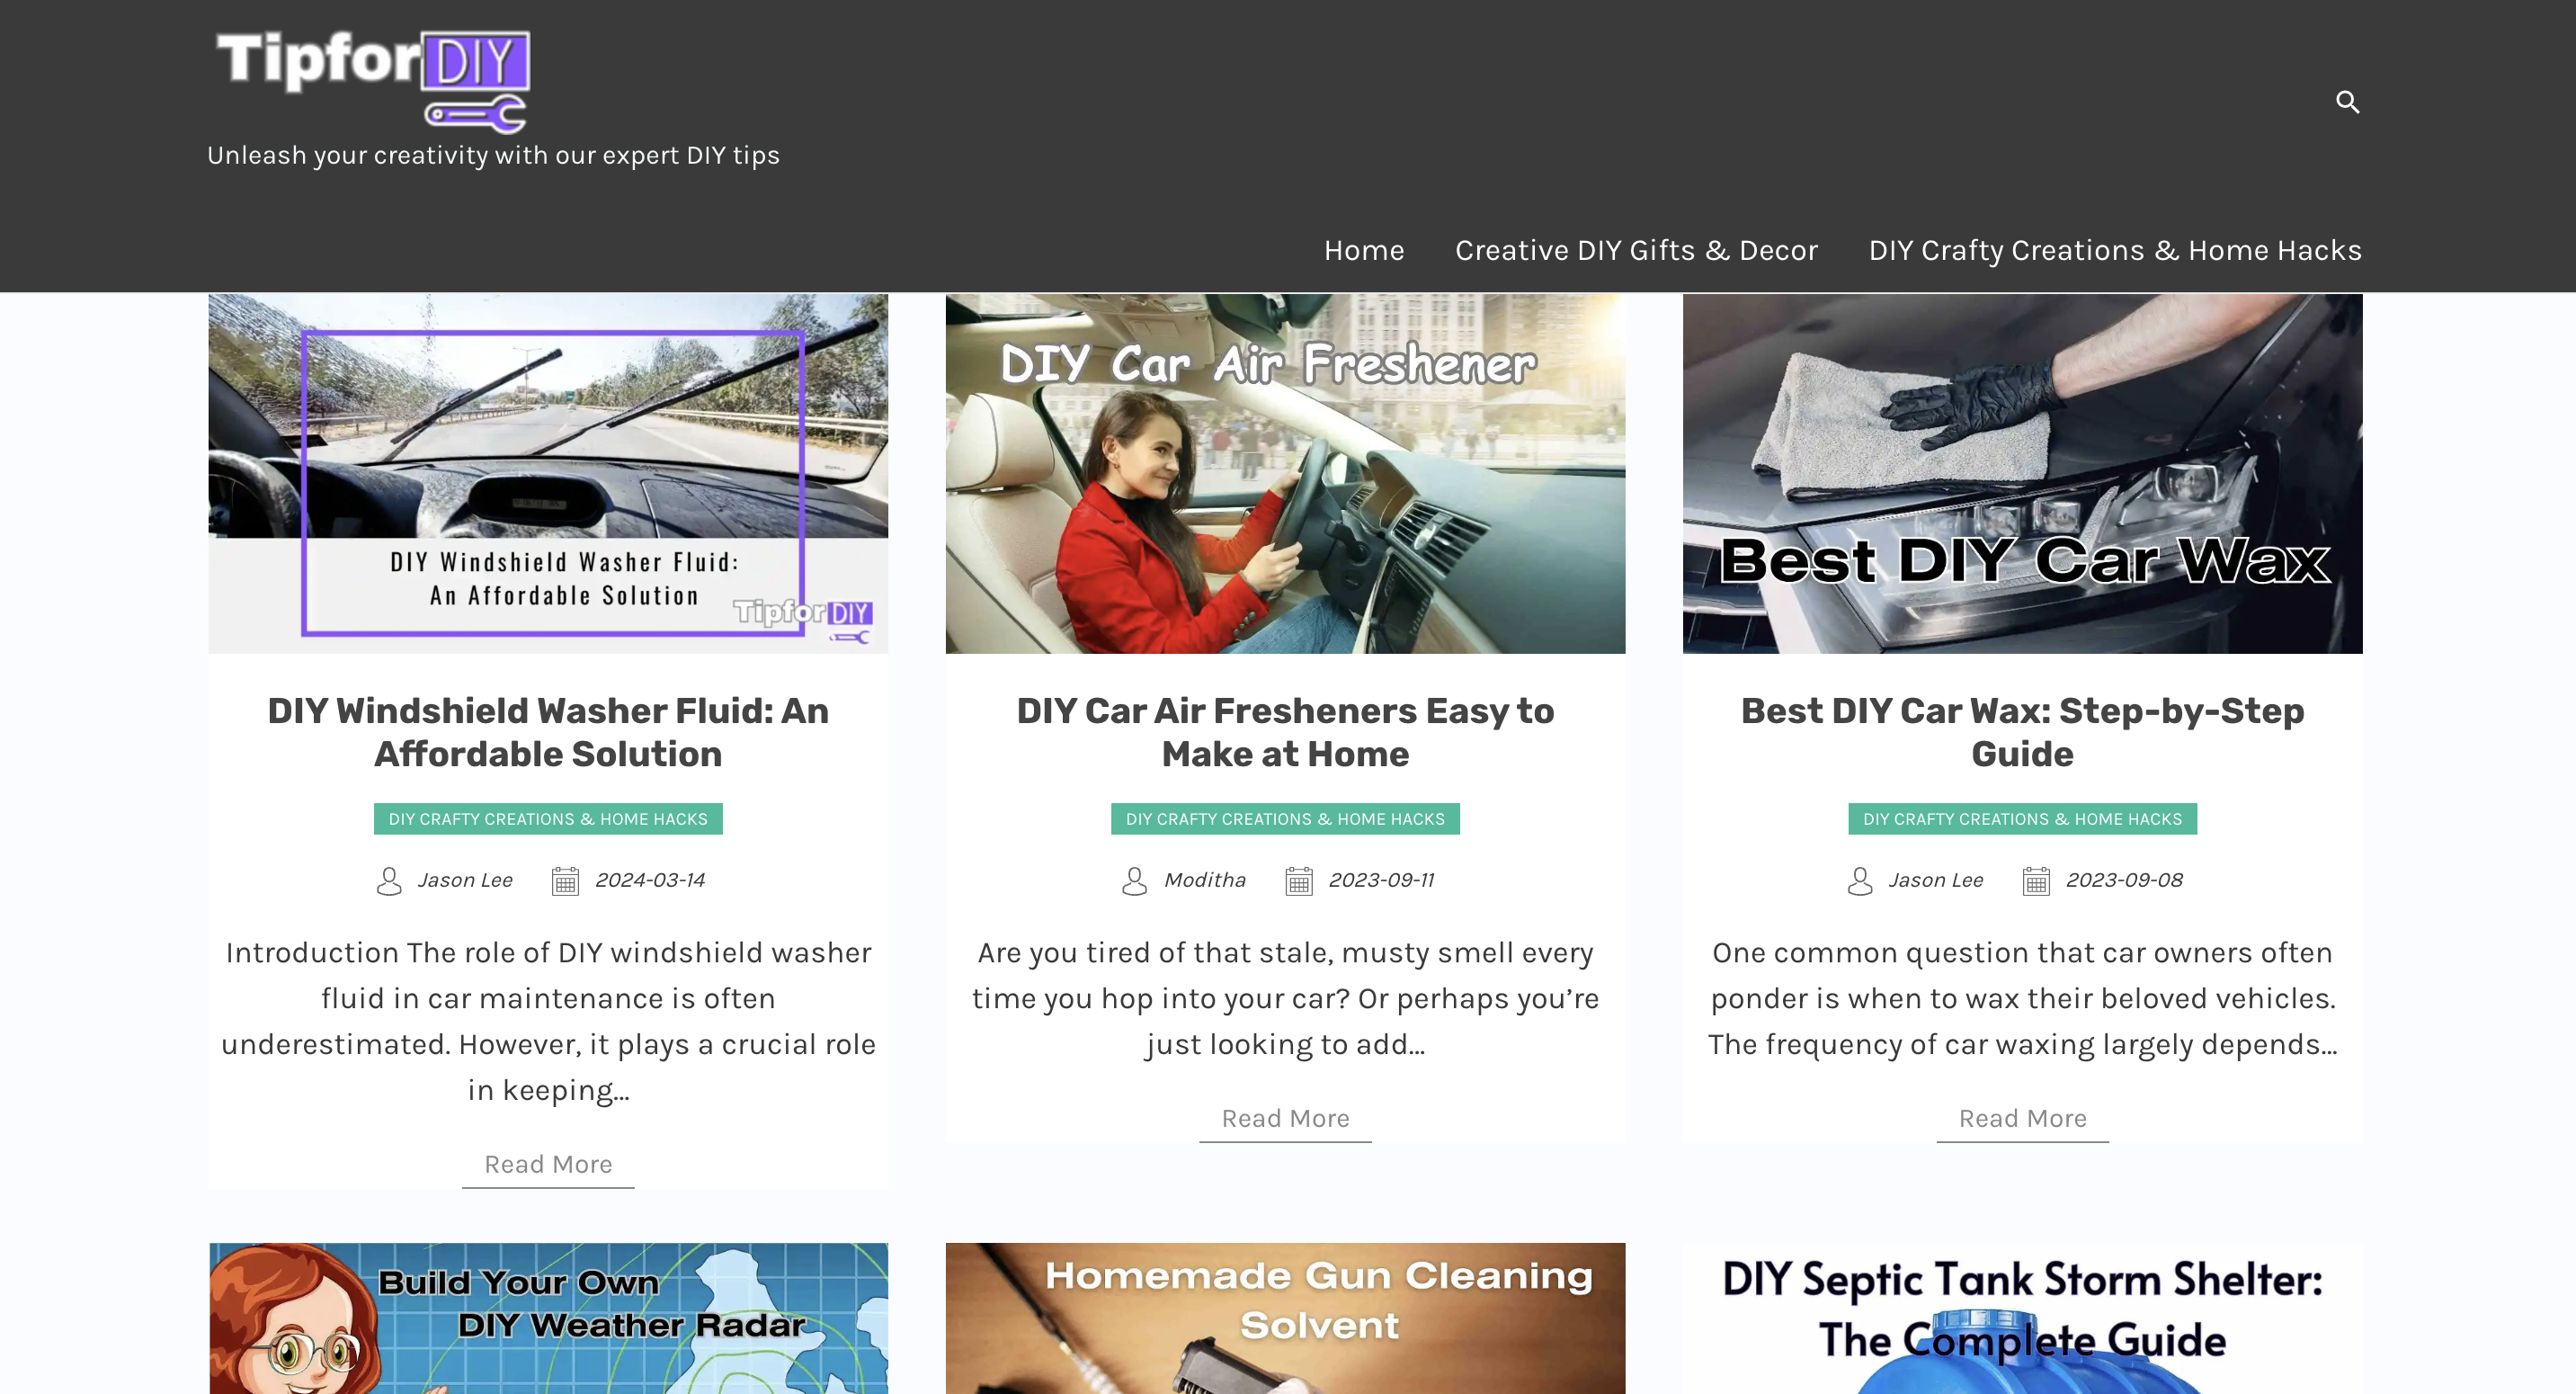 TipforDIY
Unleash your creativity with our expert DIY tips
Home Creative DIY Gifts & Decor DIY Crafty Creations & Home Hacks
DIY Windshield Washer Fluid:
An Affordable Solution
TipforDIY
DIY Windshield Washer Fluid: An
Affordable Solution
DIY CRAFTY CREATIONS & HOME HACKS
Jason Lee 2024-03-14
Introduction The role of DIY windshield washer
fluid in car maintenance is often
underestimated. However, it plays a crucial role
in keeping...
Read More
DIY Car Air Freshener
DIY Car Air Fresheners Easy to
Make at Home
DIY CRAFTY CREATIONS & HOME HACKS
Moditha 2023-09-11
Are you tired of that stale, musty smell every
time you hop into your car? Or perhaps you’re
just looking to add...
Read More
Best DIY Car Wax
Best DIY Car Wax: Step-by-Step
Guide
DIY CRAFTY CREATIONS & HOME HACKS
Jason Lee 2023-09-08
One common question that car owners often
ponder is when to wax their beloved vehicles.
The frequency of car waxing largely depends...
Read More
Build Your Own
DIY Weather Radar
Homemade Gun Cleaning
Solvent
DIY Septic Tank Storm Shelter:
The Complete Guide